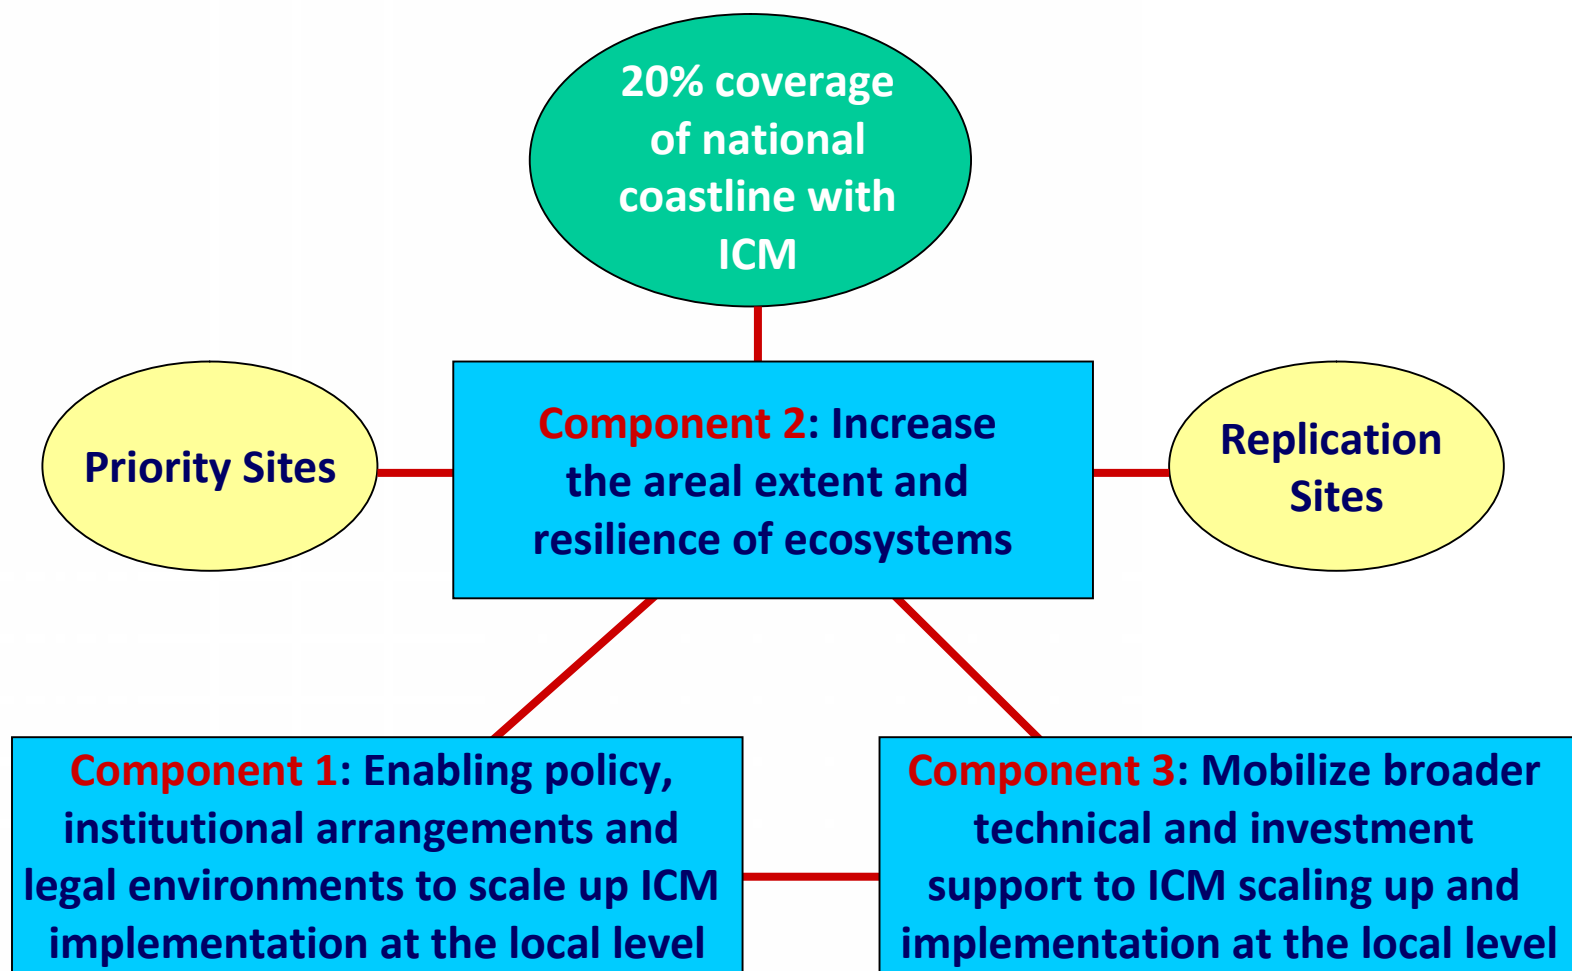 20% coverage
of national
coastline with
ICM
Priority Sites
Component 2: Increase
the areal extent and
resilience of ecosystems
Replication
Sites
Component 1: Enabling policy,
institutional arrangements and
legal environments to scale up ICM
implementation at the local level
Component 3: Mobilize broader
technical and investment
support to ICM scaling up and
implementation at the local level